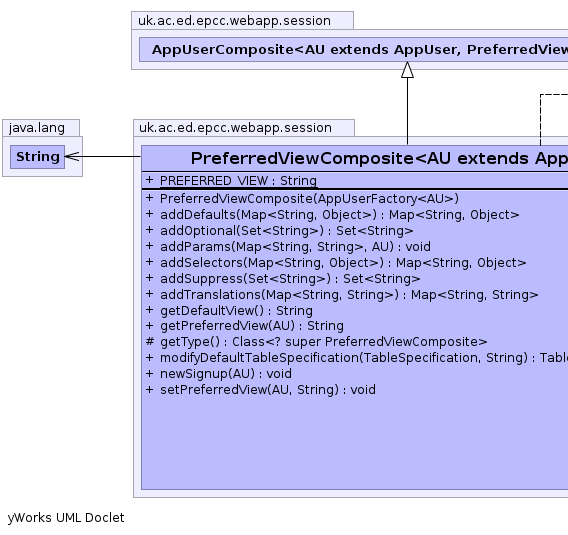 uk.ac.ed.epcc.webapp.session
AppUserComposite<AU extends AppUser, PreferredView
uk.ac.ed.epcc.webapp.session
java.lang
String
PreferredViewComposite<AU extends App
+ PREFERRED_VIEW : String
+ PreferredViewComposite(AppUserFactory<AU>)
+ addDefaults(Map<String, Object>) : Map<String, Object>
+ addOptional(Set<String>) : Set<String>
+ addParams(Map<String, String>, AU) : void
+ addSelectors(Map<String, Object>) : Map<String, Object>
+ addSuppress(Set<String>) : Set<String>
+ addTranslations(Map<String, String>) : Map<String, String>
+ getDefaultView() : String
+ getPreferredView(AU) : String
# getType() : Class<? super PreferredViewComposite>
+ modifyDefaultTableSpecification(TableSpecification, String) : Table
+ newSignup(AU) : void
+ setPreferredView(AU, String) : void
yWorks UML Doclet